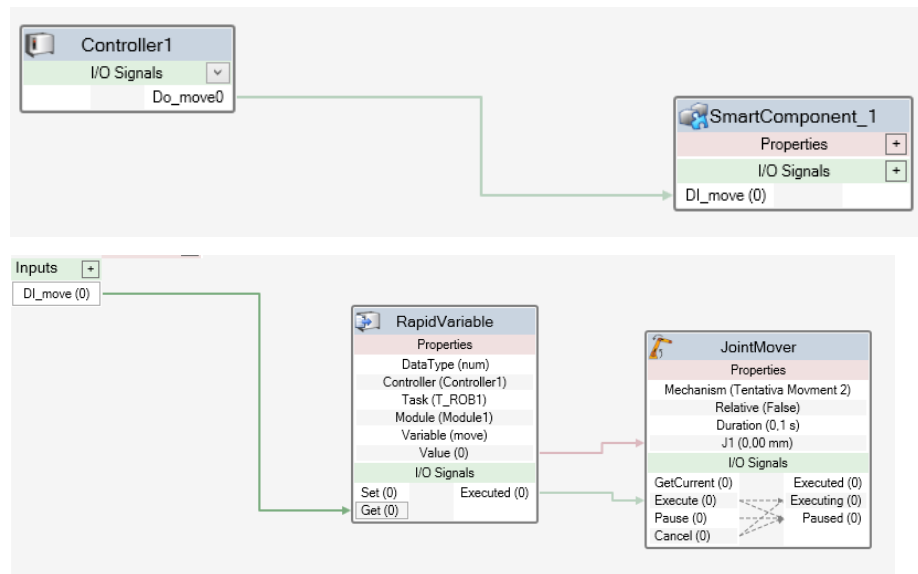 Controller1
I/O Signals
Do_move0
SmartComponent_1
Properties +
I/O Signals +
DI_move (0)
Inputs +
DI_move (0)
RapidVariable
Properties
DataType (num)
Controller (Controller1)
Task (T_ROB1)
Module (Module1)
Variable (move)
Value (0)
I/O Signals
Set (0) Executed (0)
Get (0)
JointMover
Properties
Mechanism (Tentativa Movment 2)
Relative (False)
Duration (0,1 s)
J1 (0,00 mm)
I/O Signals
GetCurrent (0) Executed (0)
Execute (0) Executing (0)
Pause (0) Paused (0)
Cancel (0)